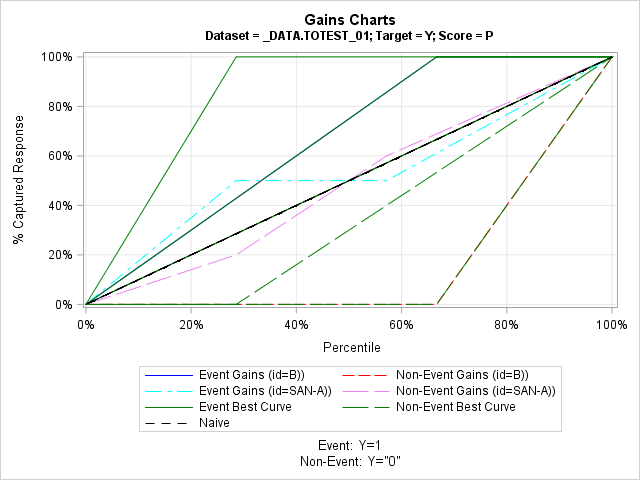 Gains Charts
Dataset = _DATA.TOTEST_01; Target = Y; Score = P
100%
80%
60%
40%
20%
0%
% Captured Response
0% 20% 40% 60% 80% 100%
Percentile
Event Gains (id=B)) Non-Event Gains (id=B))
Event Gains (id=SAN-A)) Non-Event Gains (id=SAN-A))
Event Best Curve Non-Event Best Curve
Naive
Event: Y=1
Non-Event: Y="0"